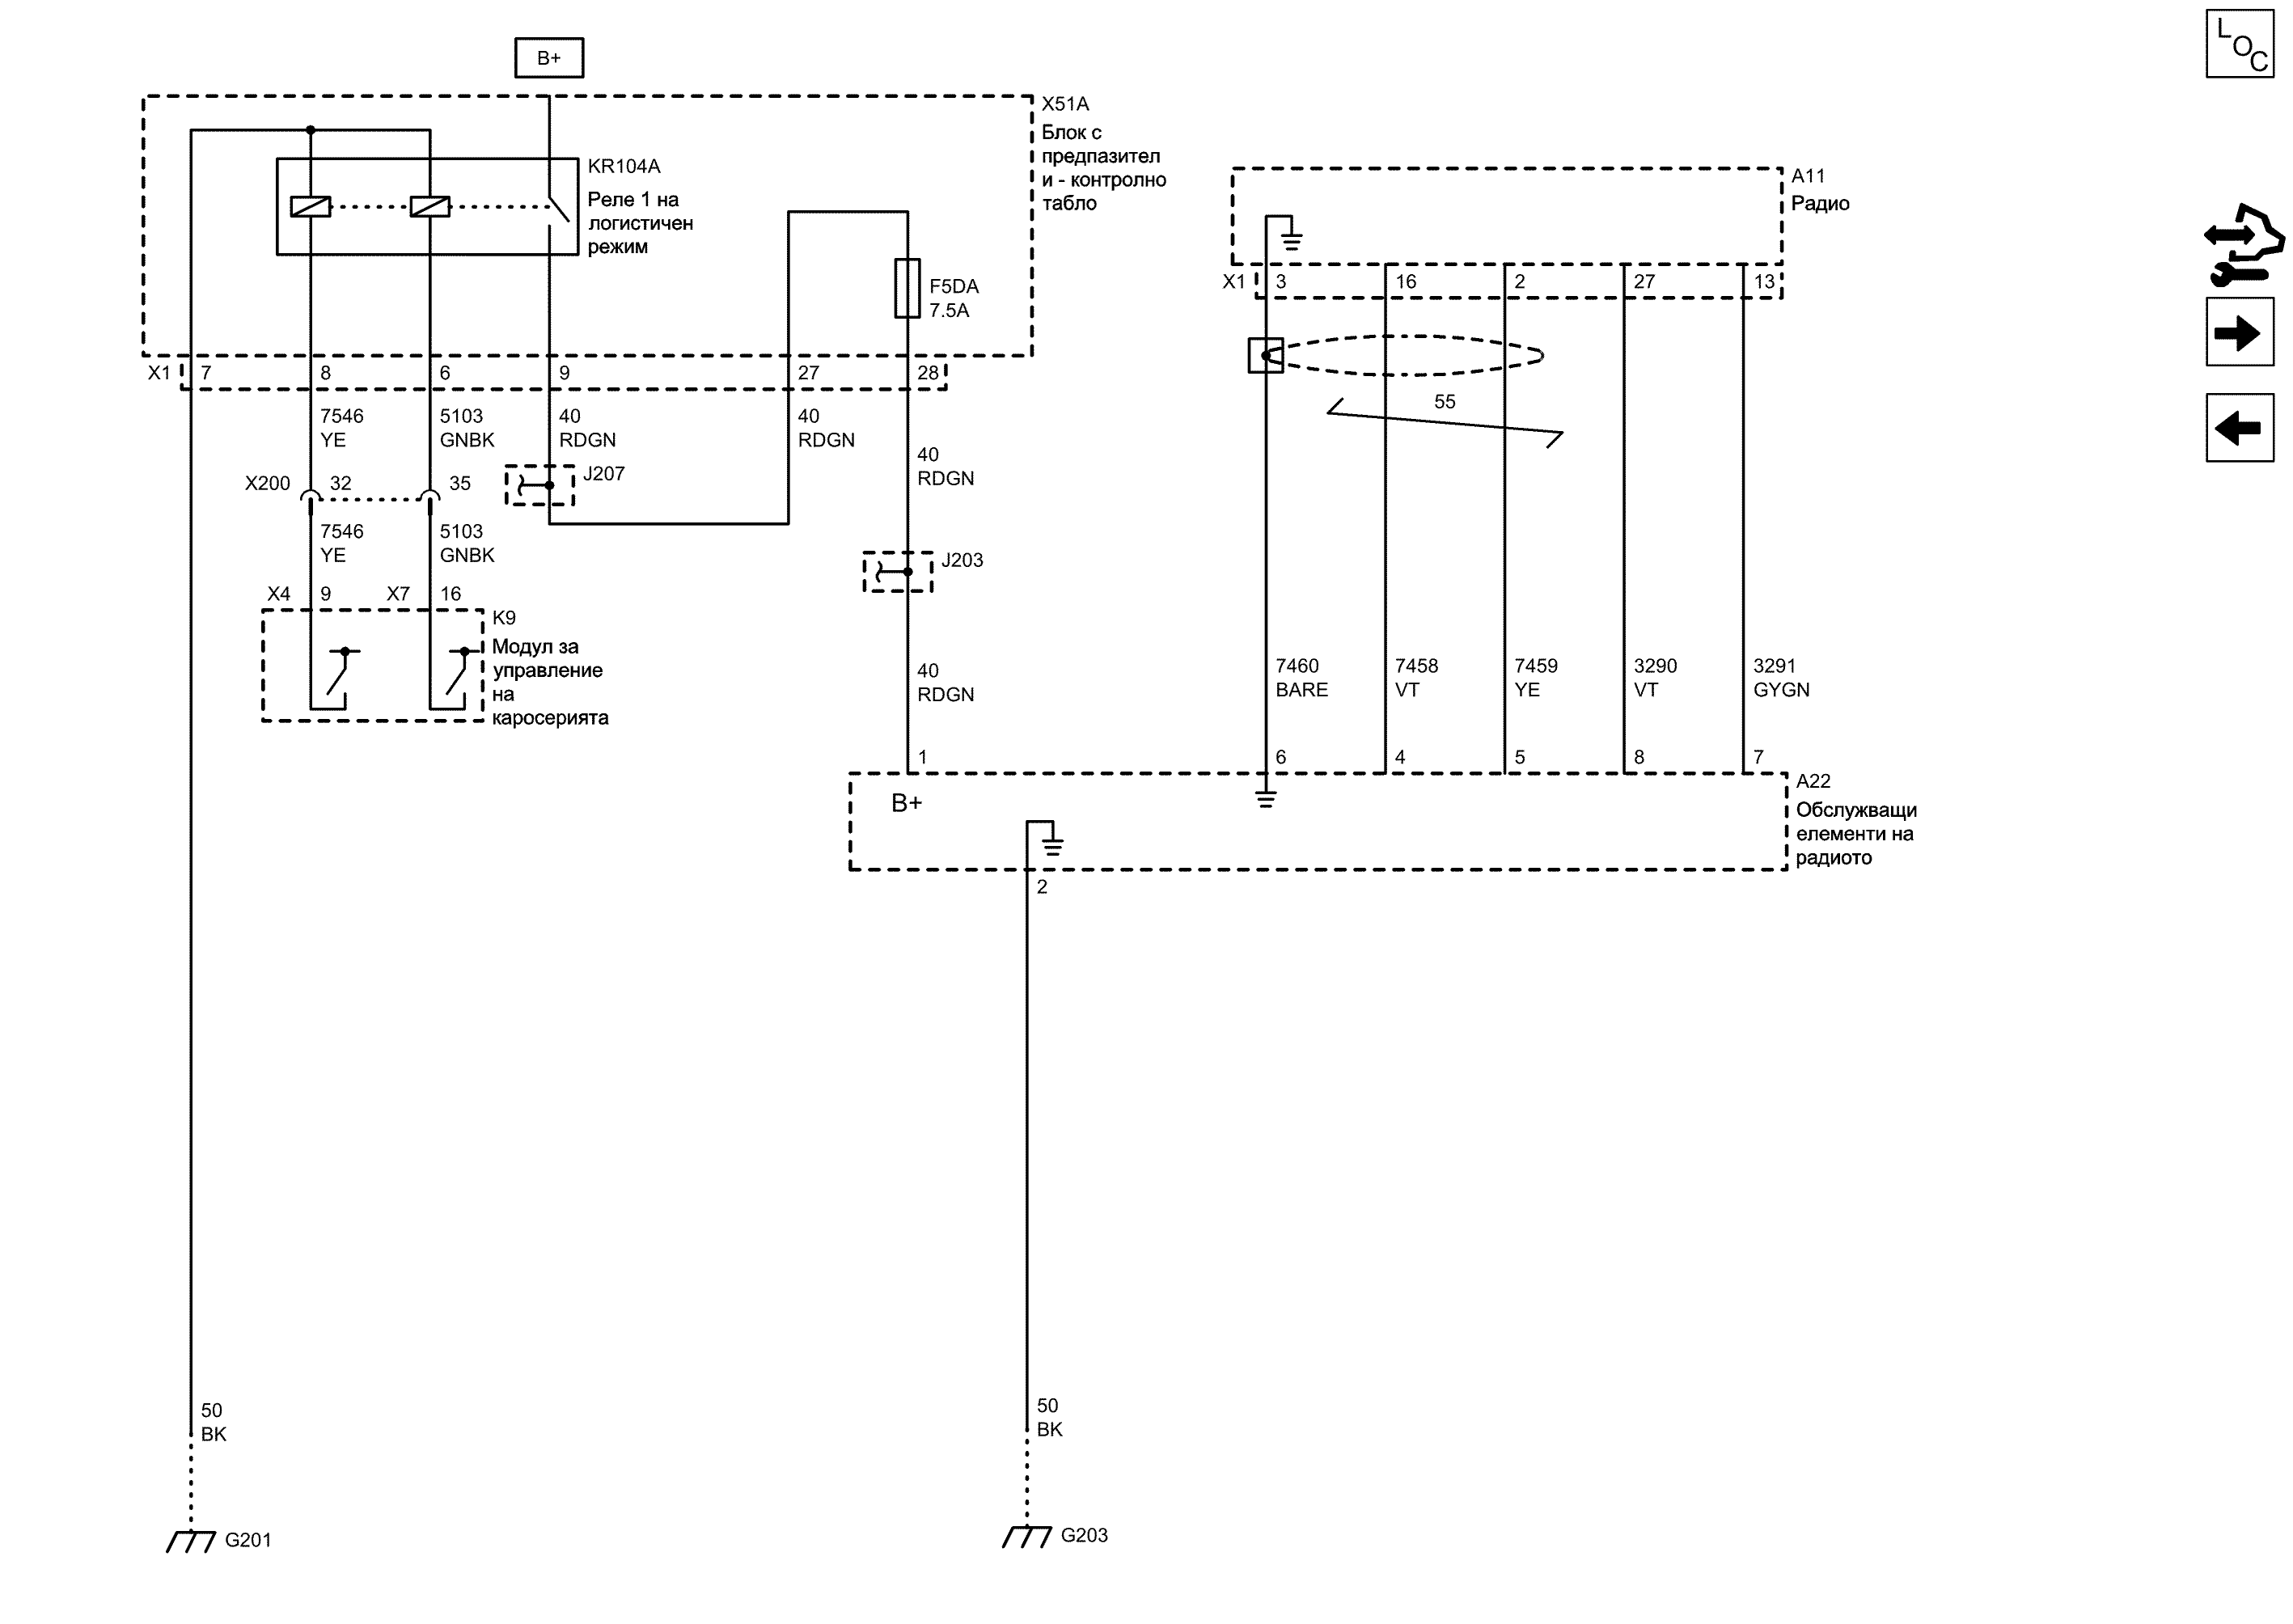 LOC
B+
X51A
Блок с
предпазител
и - контролно
табло
KR104A
Реле 1 на
логистичен
режим
F5DA
7.5A
A11
Радио
X1 3 16 2 27 13
X1 7 8 6 9 27 28
55
7546
YE
5103
GNBK
40
RDGN
40
RDGN
40
RDGN
X200 32 35
J207
7546
YE
5103
GNBK
J203
X4 9 X7 16
K9
Модул за
управление
на
каросерията
40
RDGN
7460
BARE
7458
VT
7459
YE
3290
VT
3291
GYGN
1 6 4 5 8 7
A22
Обслужващи
елементи на
радиото
B+
2
50
BK
50
BK
G201
G203